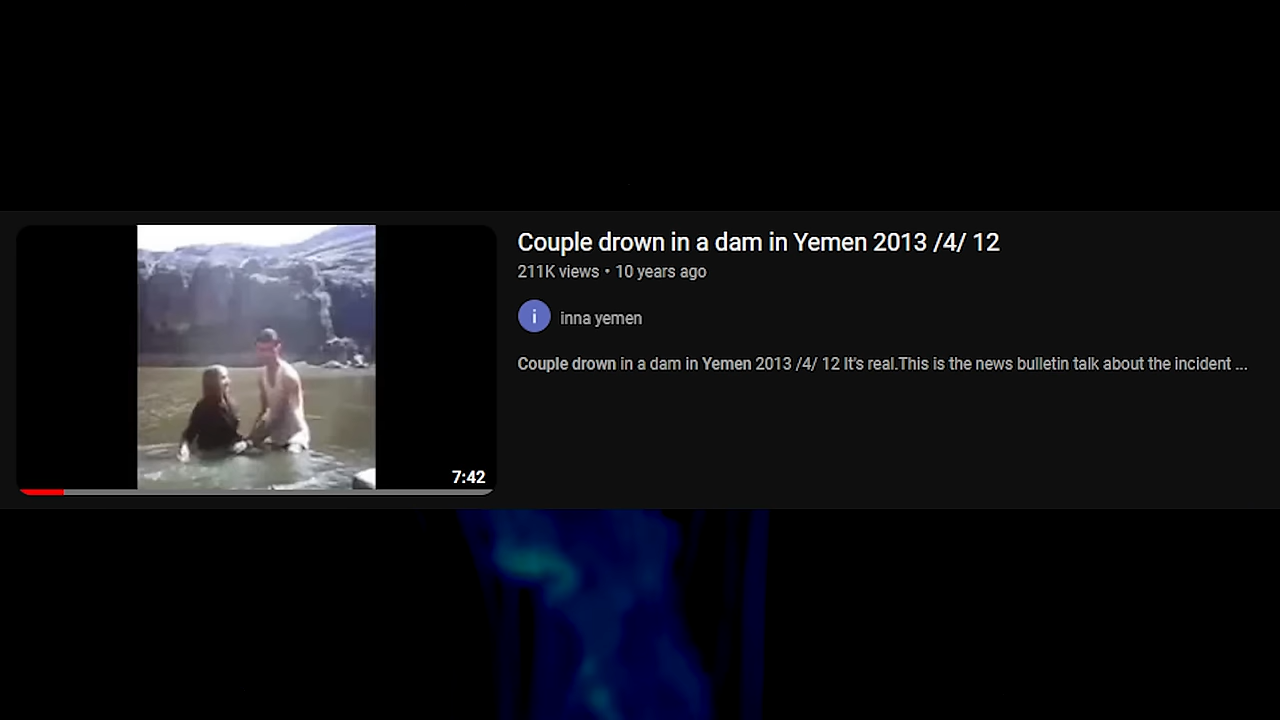 Couple drown in a dam in Yemen 2013 /4/ 12
211K views • 10 years ago
i
inna yemen
Couple drown in a dam in Yemen 2013 /4/ 12 It's real.This is the news bulletin talk about the incident ...
7:42